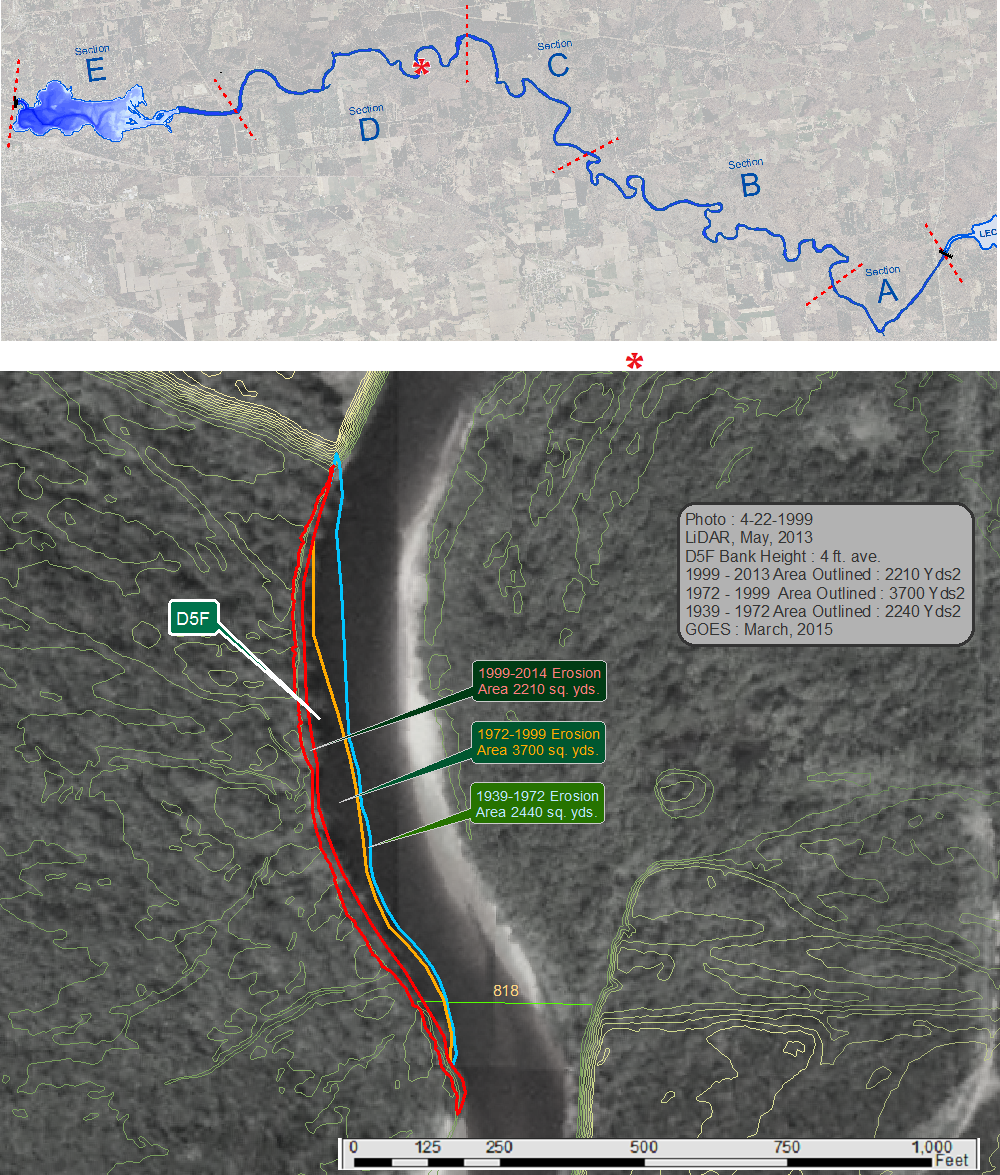 Section
E
Section
D
Section
C
Section
B
Section
A
LEC
*
*
Photo : 4-22-1999
LiDAR, May, 2013
D5F Bank Height : 4 ft. ave.
1999 - 2013 Area Outlined : 2210 Yds2
1972 - 1999 Area Outlined : 3700 Yds2
1939 - 1972 Area Outlined : 2240 Yds2
GOES : March, 2015
D5F
1999-2014 Erosion
Area 2210 sq. yds.
1972-1999 Erosion
Area 3700 sq. yds.
1939-1972 Erosion
Area 2440 sq. yds.
818
0 125 250 500 750 1,000
Feet